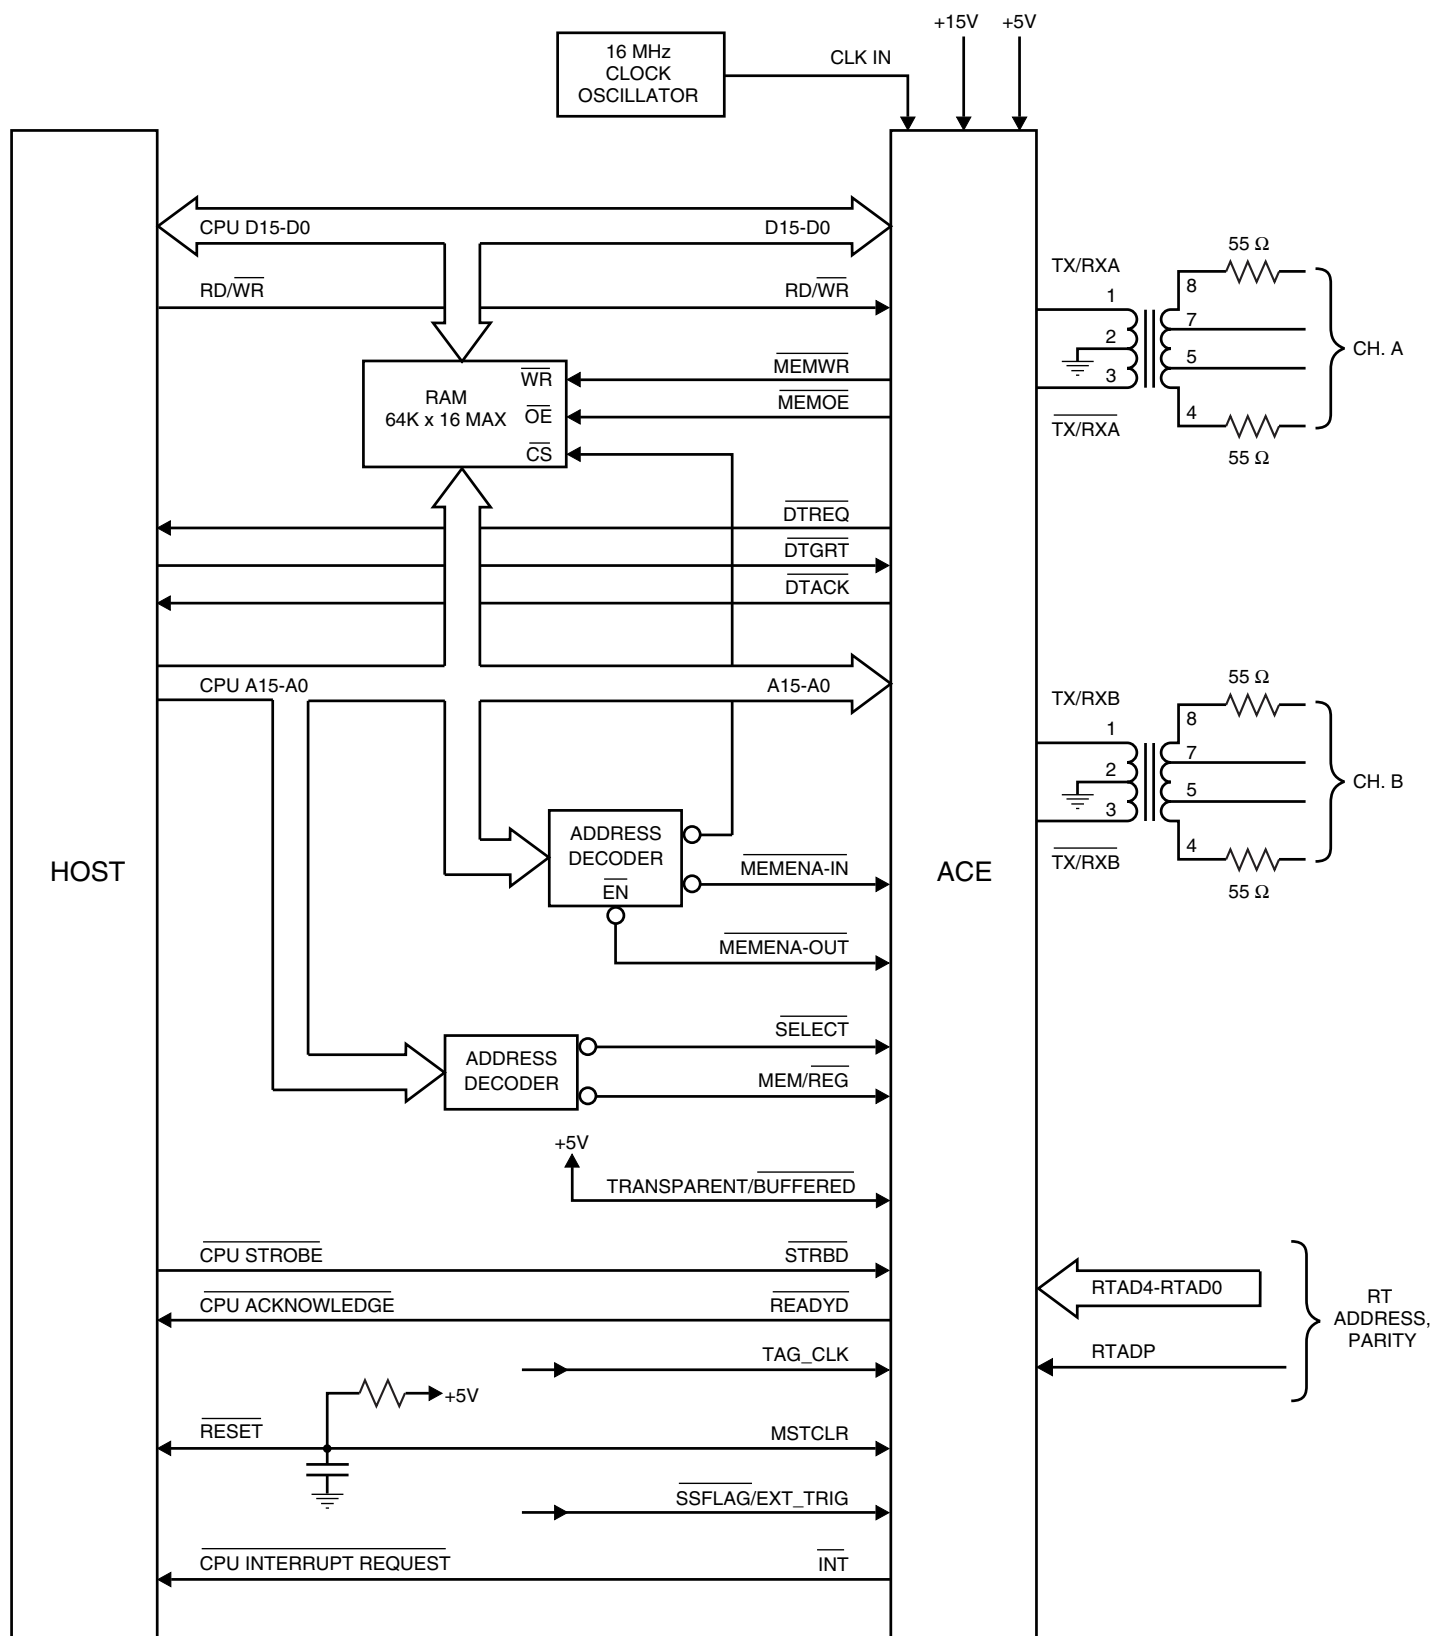 +15V +5V
16 MHz
CLOCK
OSCILLATOR
CLK IN
CPU D15-D0 D15-D0
RD/WR RD/WR
55 Ω
TX/RXA
1
8
7
2
5
3
4
TX/RXA
55 Ω
CH. A
RAM
64K x 16 MAX
WR
OE
CS
MEMWR
MEMOE
DTREQ
DTGRT
DTACK
CPU A15-A0 A15-A0
55 Ω
TX/RXB
1
8
7
2
5
3
4
TX/RXB
55 Ω
CH. B
HOST
ADDRESS
DECODER
EN
MEMENA-IN
MEMENA-OUT
ACE
ADDRESS
DECODER
SELECT
MEM/REG
+5V
TRANSPARENT/BUFFERED
CPU STROBE STRBD
CPU ACKNOWLEDGE READYD
RTAD4-RTAD0
RTADP
RT
ADDRESS,
PARITY
TAG_CLK
+5V
RESET MSTCLR
SSFLAG/EXT_TRIG
CPU INTERRUPT REQUEST INT